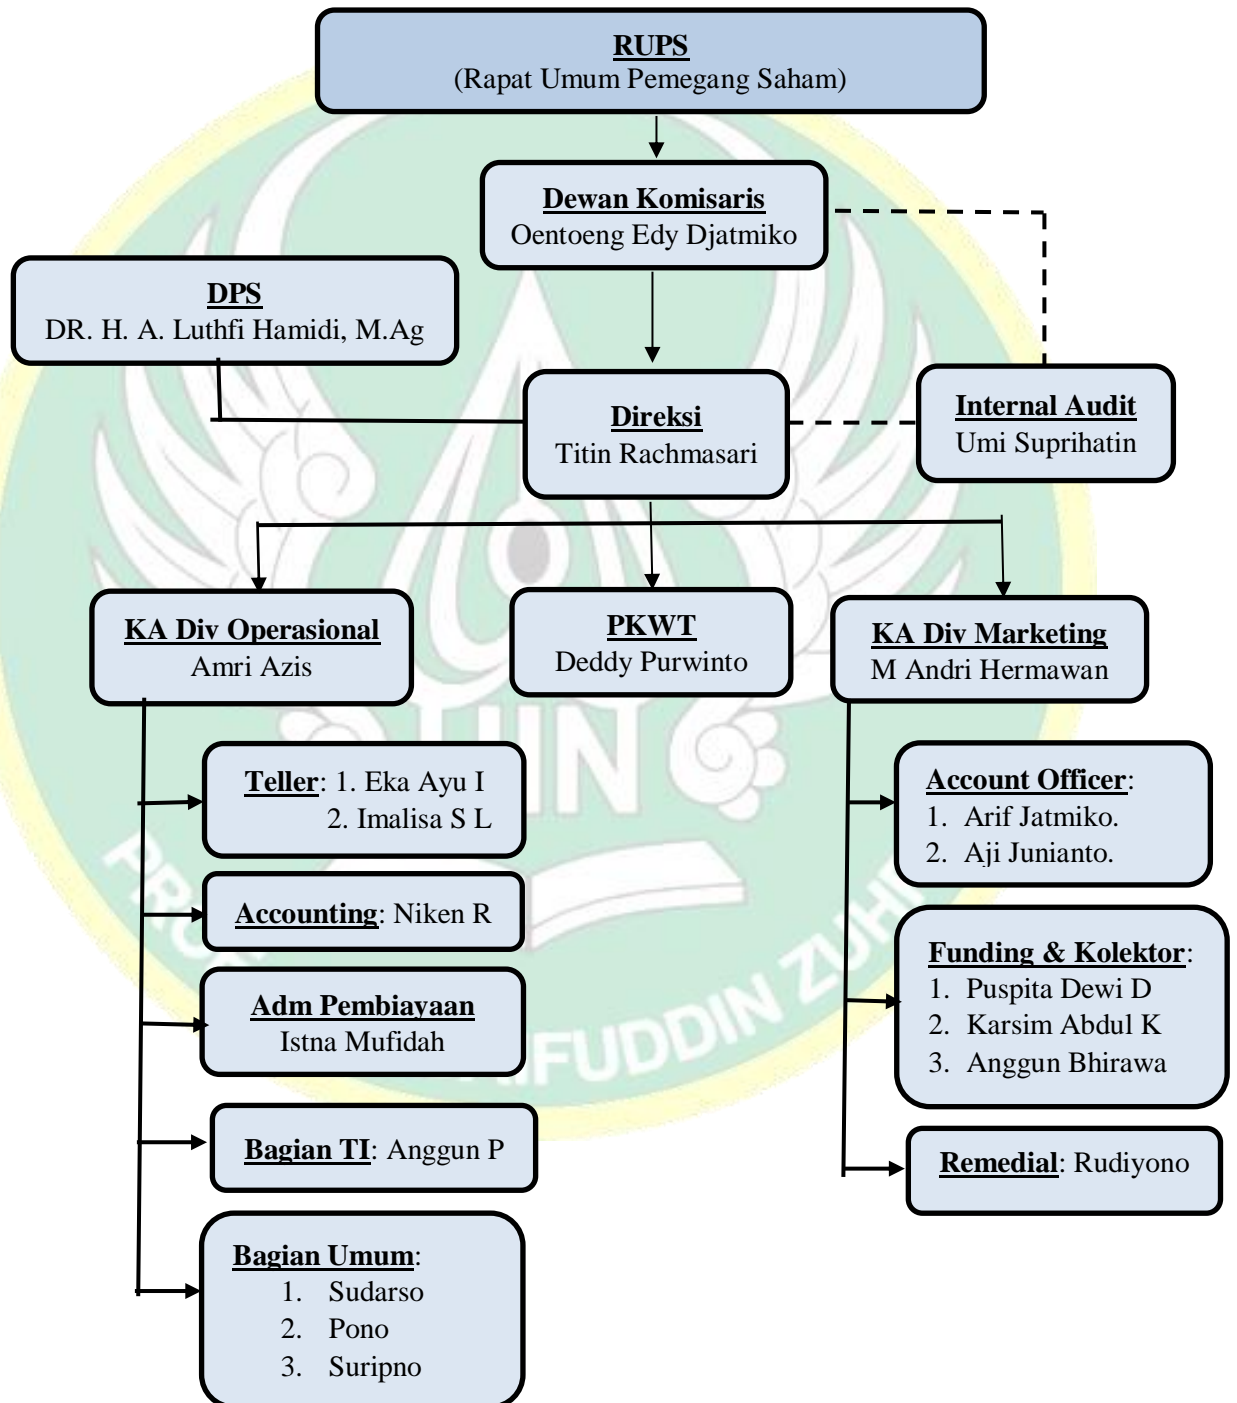 RUPS
(Rapat Umum Pemegang Saham)
Dewan Komisaris
Oentoeng Edy Djatmiko
DPS
DR. H. A. Luthfi Hamidi, M.Ag
Direksi
Titin Rachmasari
Internal Audit
Umi Suprihatin
KA Div Operasional
Amri Azis
PKWT
Deddy Purwinto
KA Div Marketing
M Andri Hermawan
Teller: 1. Eka Ayu I
2. Imalisa S L
Accounting: Niken R
Adm Pembiayaan
Istna Mufidah
Bagian TI: Anggun P
Bagian Umum:
1. Sudarso
2. Pono
3. Suripno
Account Officer:
1. Arif Jatmiko.
2. Aji Junianto.
Funding & Kolektor:
1. Puspita Dewi D
2. Karsim Abdul K
3. Anggun Bhirawa
Remedial: Rudiyono
UIN